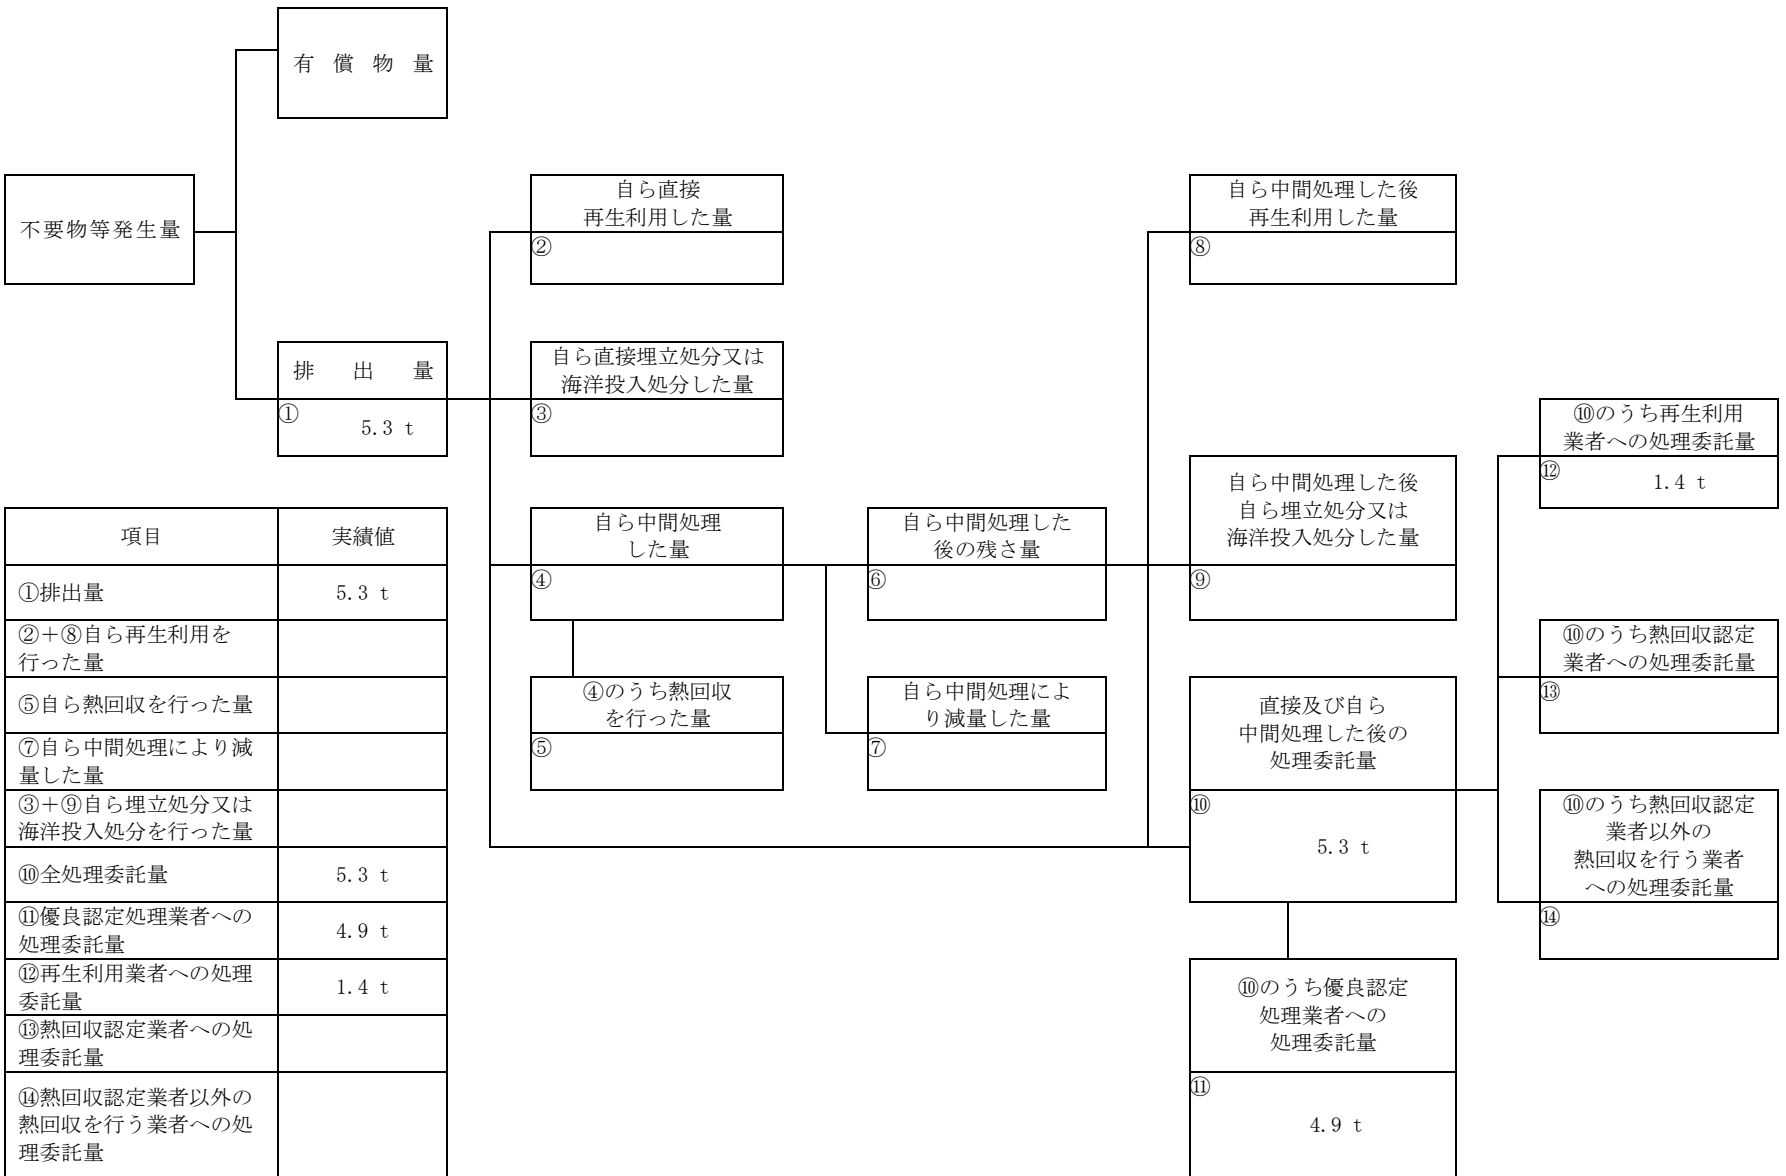 有 償 物 量
不要物等発生量
自ら直接
再生利用した量
②
自ら中間処理した後
再生利用した量
⑧
排 出 量
①
5.3 t
自ら直接埋立処分又は
海洋投入処分した量
③
⑩のうち再生利用
業者への処理委託量
⑫
1.4 t
自ら中間処理
した量
④
自ら中間処理した
後の残さ量
⑥
自ら中間処理した後
自ら埋立処分又は
海洋投入処分した量
⑨
⑩のうち熱回収認定
業者への処理委託量
⑬
④のうち熱回収
を行った量
⑤
自ら中間処理によ
り減量した量
⑦
直接及び自ら
中間処理した後の
処理委託量
⑩
5.3 t
⑩のうち熱回収認定
業者以外の
熱回収を行う業者
への処理委託量
⑭
⑩のうち優良認定
処理業者への
処理委託量
⑪
4.9 t
項目 実績値
①排出量 5.3 t
②+⑧自ら再生利用を
行った量
⑤自ら熱回収を行った量
⑦自ら中間処理により減
量した量
③+⑨自ら埋立処分又は
海洋投入処分を行った量
⑩全処理委託量 5.3 t
⑪優良認定処理業者への
処理委託量 4.9 t
⑫再生利用業者への処理
委託量 1.4 t
⑬熱回収認定業者への処
理委託量
⑭熱回収認定業者以外の
熱回収を行う業者への処
理委託量